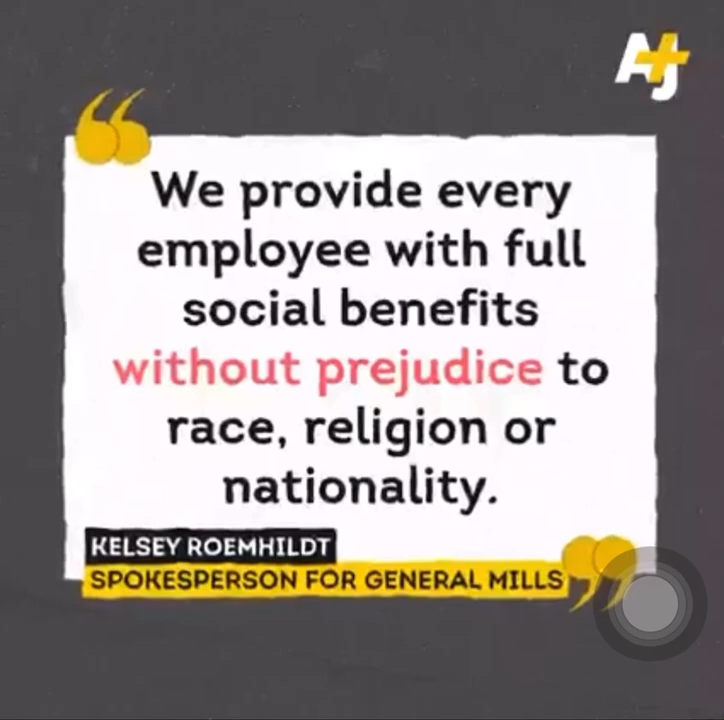 AJ+
We provide every
employee with full
social benefits
without prejudice to
race, religion or
nationality.
KELSEY ROEMHILDT
SPOKESPERSON FOR GENERAL MILLS